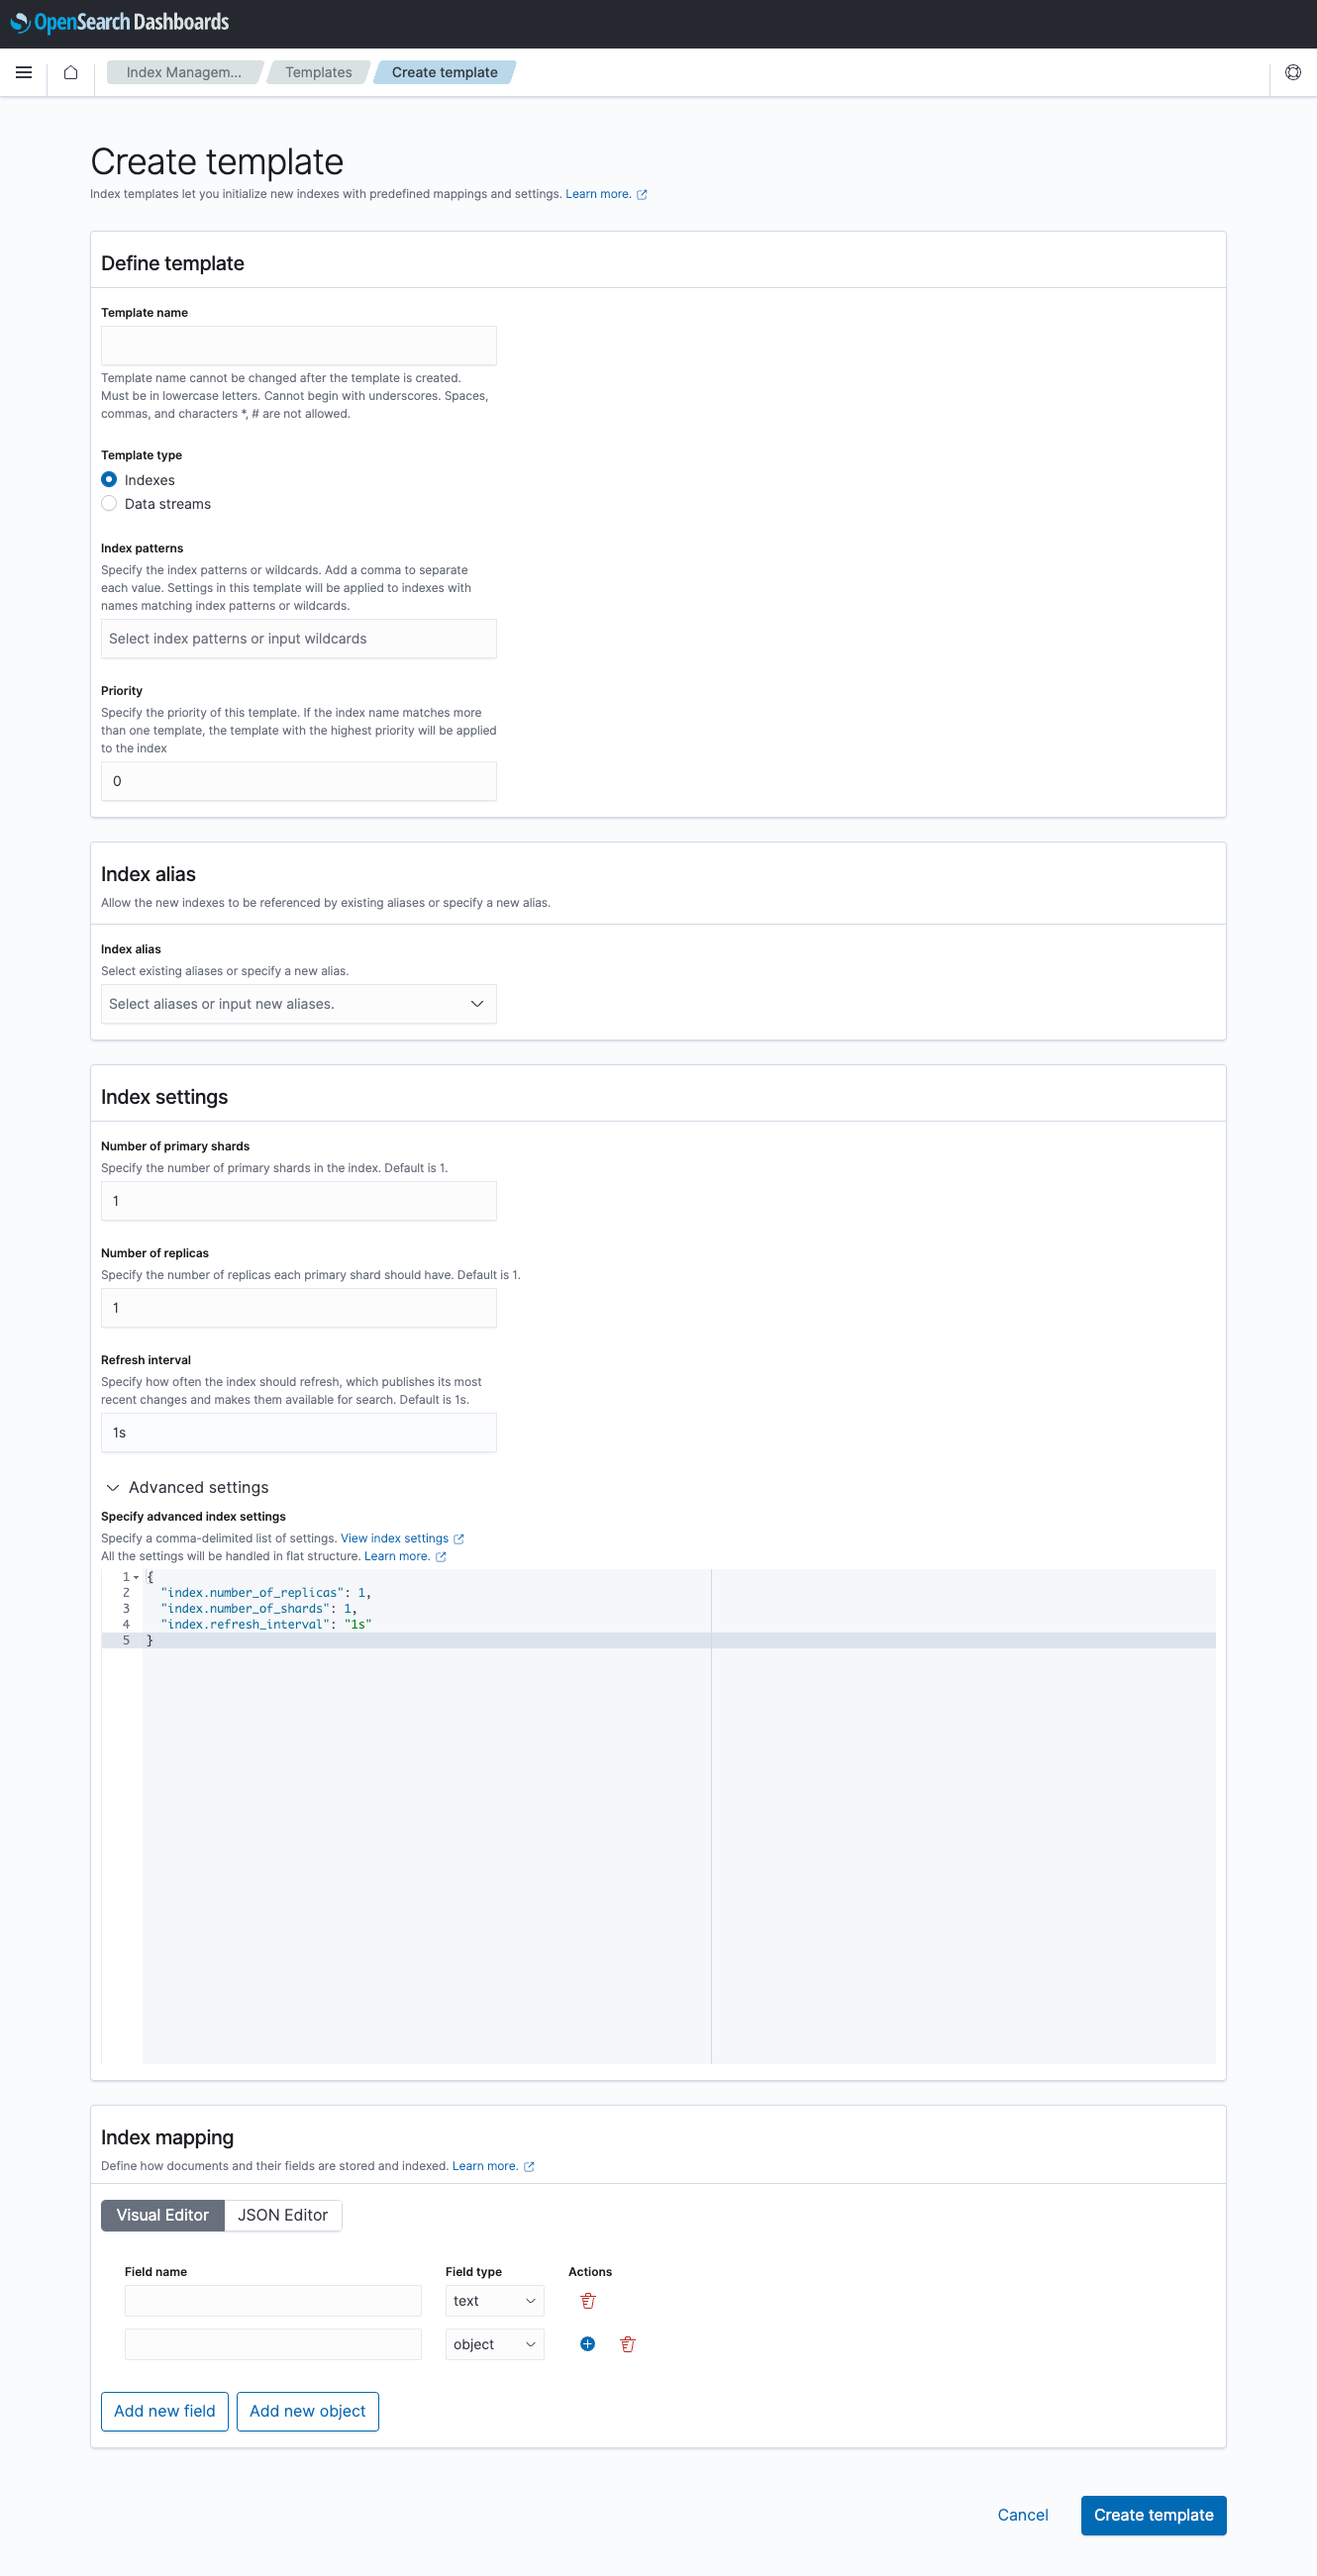 OpenSearch Dashboards
Index Managem...
Templates
Create template
Create template
Index templates let you initialize new indexes with predefined mappings and settings. Learn more.
Define template
Template name
Template name cannot be changed after the template is created.
Must be in lowercase letters. Cannot begin with underscores. Spaces,
commas, and characters *, # are not allowed.
Template type
Indexes
Data streams
Index patterns
Specify the index patterns or wildcards. Add a comma to separate
each value. Settings in this template will be applied to indexes with
names matching index patterns or wildcards.
Select index patterns or input wildcards
Priority
Specify the priority of this template. If the index name matches more
than one template, the template with the highest priority will be applied
to the index
0
Index alias
Allow the new indexes to be referenced by existing aliases or specify a new alias.
Index alias
Select existing aliases or specify a new alias.
Select aliases or input new aliases.
Index settings
Number of primary shards
Specify the number of primary shards in the index. Default is 1.
1
Number of replicas
Specify the number of replicas each primary shard should have. Default is 1.
1
Refresh interval
Specify how often the index should refresh, which publishes its most
recent changes and makes them available for search. Default is 1s.
1s
Advanced settings
Specify advanced index settings
Specify a comma-delimited list of settings. View index settings
All the settings will be handled in flat structure. Learn more.
1 {
2 "index.number_of_replicas": 1,
3 "index.number_of_shards": 1,
4 "index.refresh_interval": "1s"
5 }
Index mapping
Define how documents and their fields are stored and indexed. Learn more.
Visual Editor
JSON Editor
Field name Field type Actions
text
object
Add new field
Add new object
Cancel
Create template